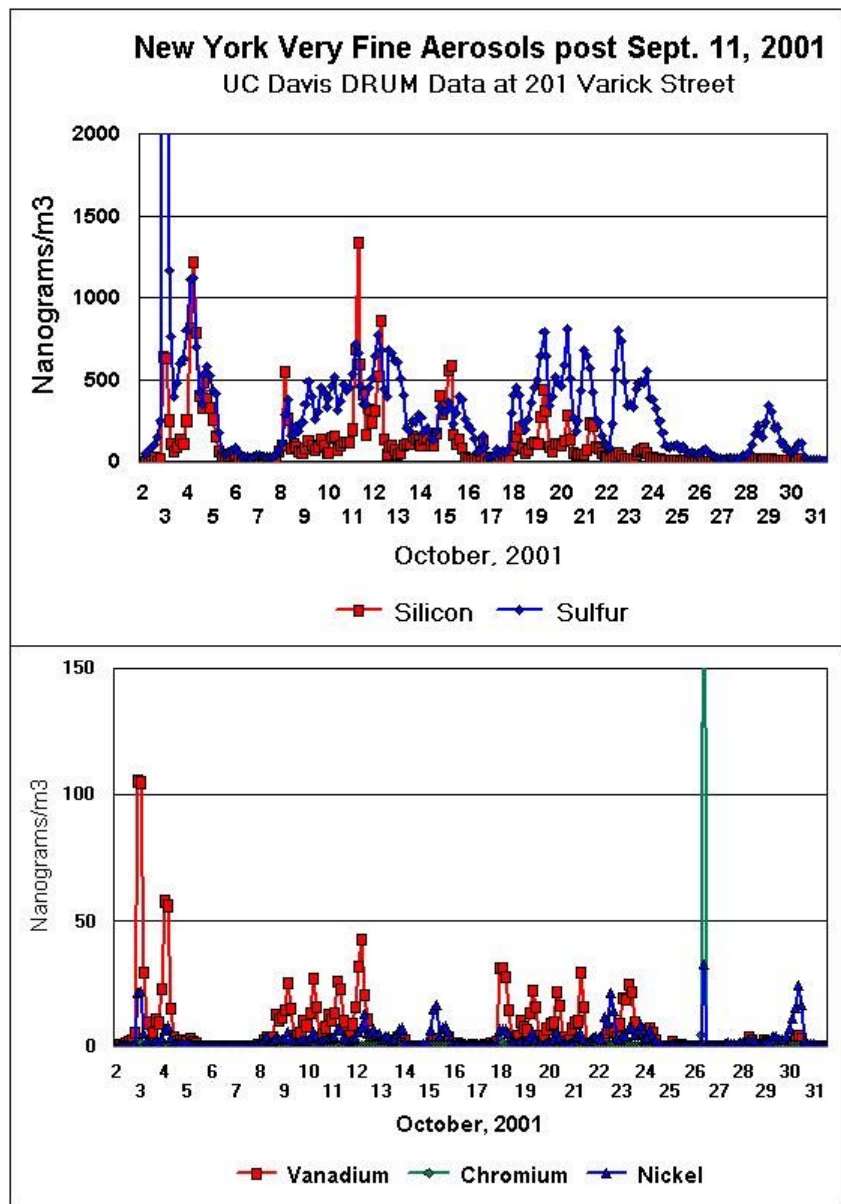 New York Very Fine Aerosols post Sept. 11, 2001
UC Davis DRUM Data at 201 Varick Street
Nanograms/m3
2000
1500
1000
500
0
2 4 6 8 10 12 14 16 18 20 22 24 26 28 30
3 5 7 9 11 13 15 17 19 21 23 25 27 29 31
October, 2001
Silicon Sulfur
Nanograms/m3
150
100
50
0
2 4 6 8 10 12 14 16 18 20 22 24 26 28 30
3 5 7 9 11 13 15 17 19 21 23 25 27 29 31
October, 2001
Vanadium Chromium Nickel